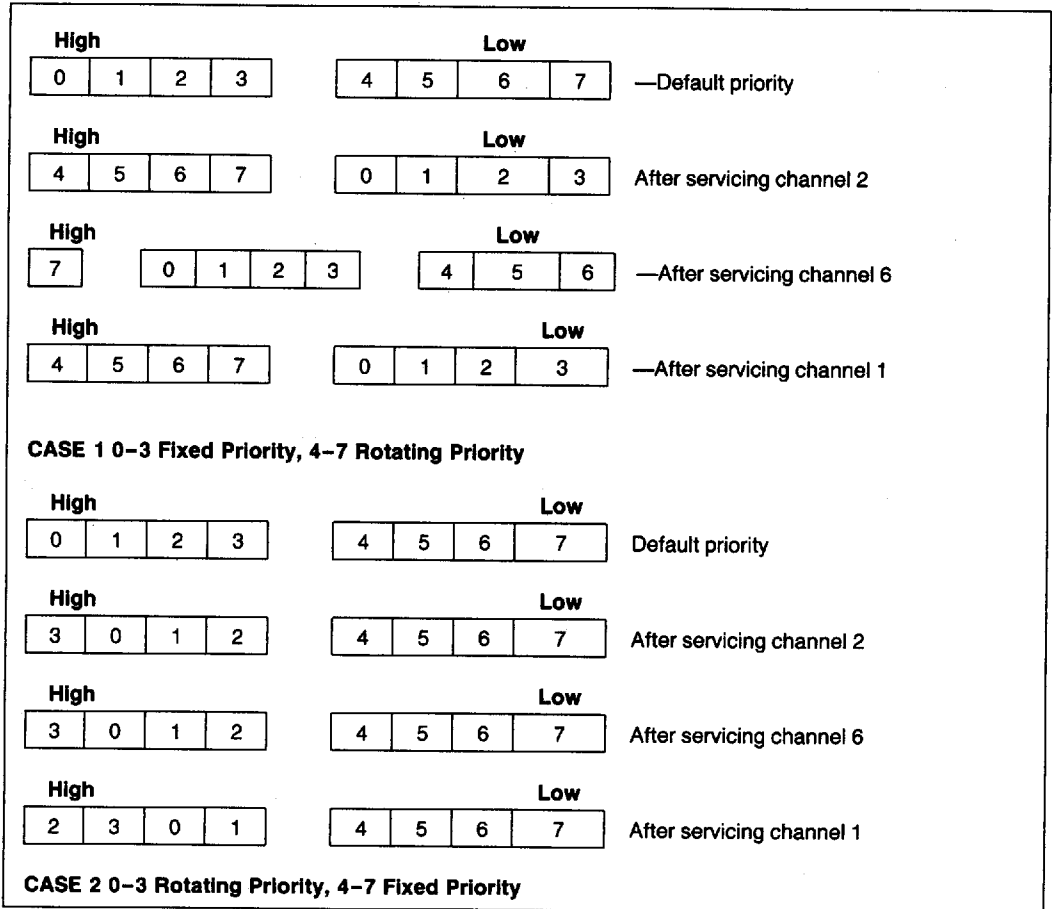 High Low
0 1 2 3 4 5 6 7 —Default priority
High Low
4 5 6 7 0 1 2 3 After servicing channel 2
High Low
7 0 1 2 3 4 5 6 —After servicing channel 6
High Low
4 5 6 7 0 1 2 3 —After servicing channel 1
CASE 1 0–3 Fixed Priority, 4–7 Rotating Priority
High Low
0 1 2 3 4 5 6 7 Default priority
High Low
3 0 1 2 4 5 6 7 After servicing channel 2
High Low
3 0 1 2 4 5 6 7 After servicing channel 6
High Low
2 3 0 1 4 5 6 7 After servicing channel 1
CASE 2 0–3 Rotating Priority, 4–7 Fixed Priority